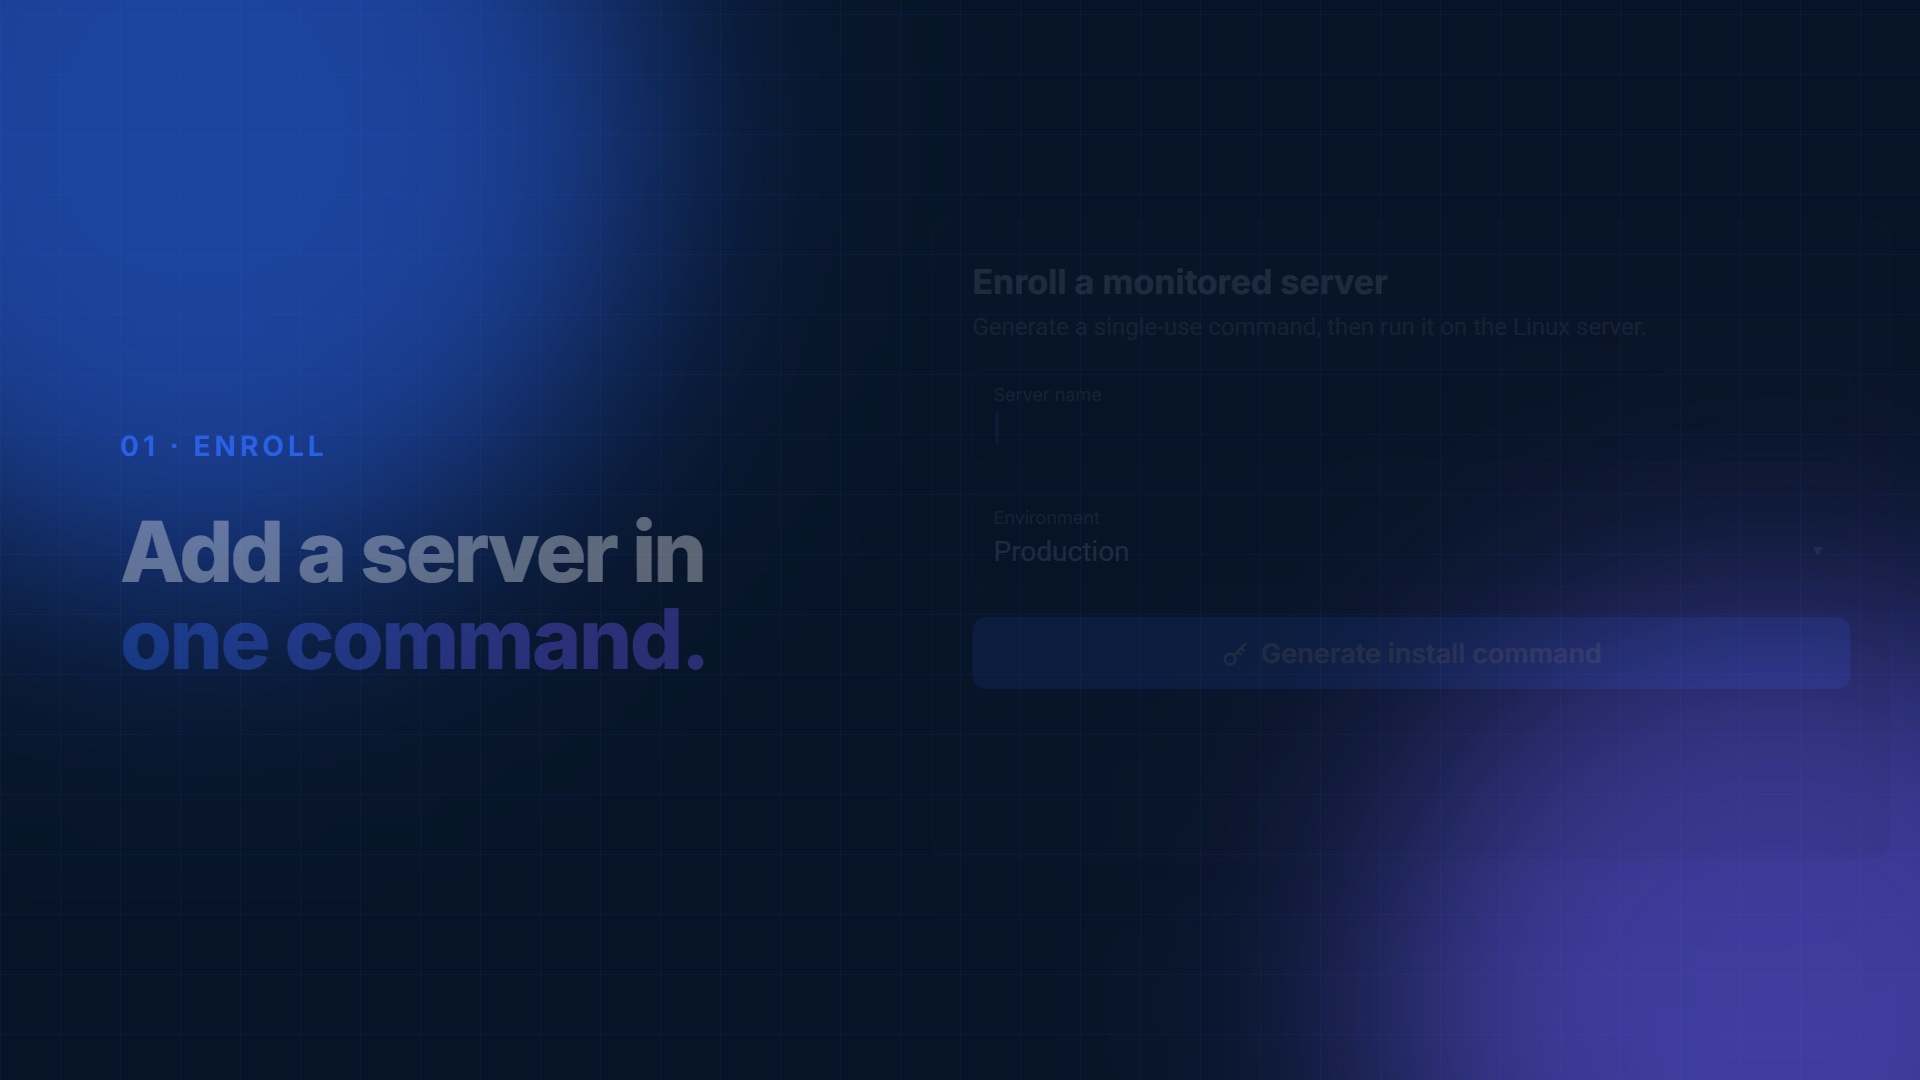 01 · ENROLL
Add a server in
one command.
Enroll a monitored server
Generate a single-use command, then run it on the Linux server.
Server name
Environment
Production
Generate install command